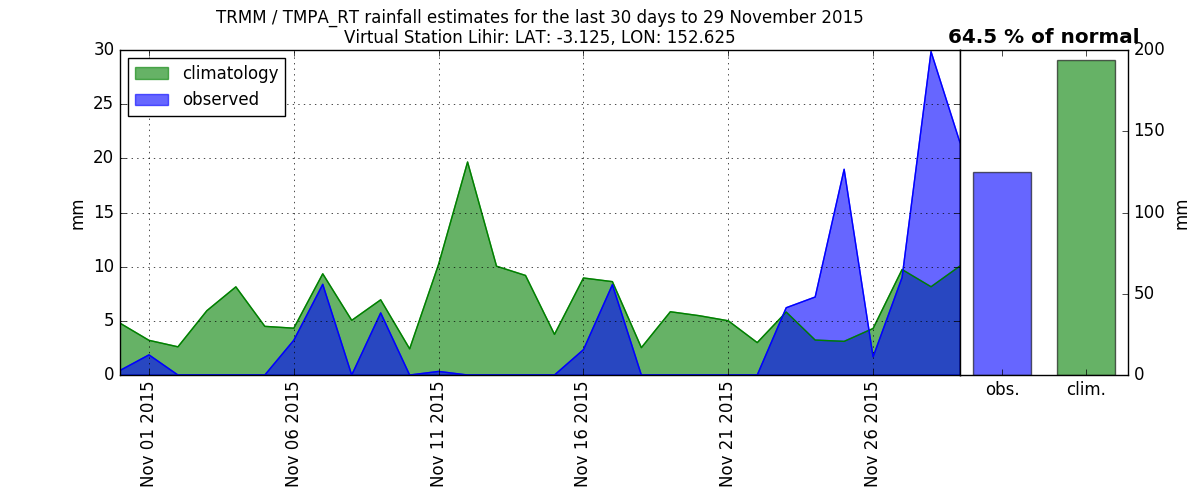 TRMM / TMPA_RT rainfall estimates for the last 30 days to 29 November 2015
Virtual Station Lihir: LAT: -3.125, LON: 152.625
64.5 % of normal
climatology
observed
30
25
20
15
10
5
0
mm
Nov 01 2015
Nov 06 2015
Nov 11 2015
Nov 16 2015
Nov 21 2015
Nov 26 2015
obs.
clim.
200
150
100
50
0
mm